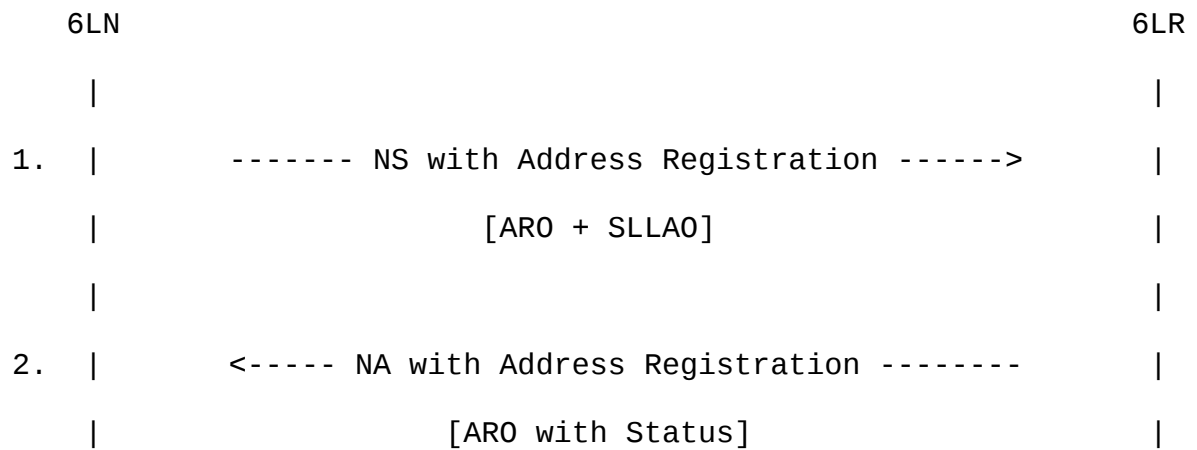 6LN                                                     6LR
|                                                       |
1.  |       ------- NS with Address Registration ------>       |
|                   [ARO + SLLAO]                       |
|                                                       |
2.  |       <----- NA with Address Registration --------       |
|                 [ARO with Status]                     |